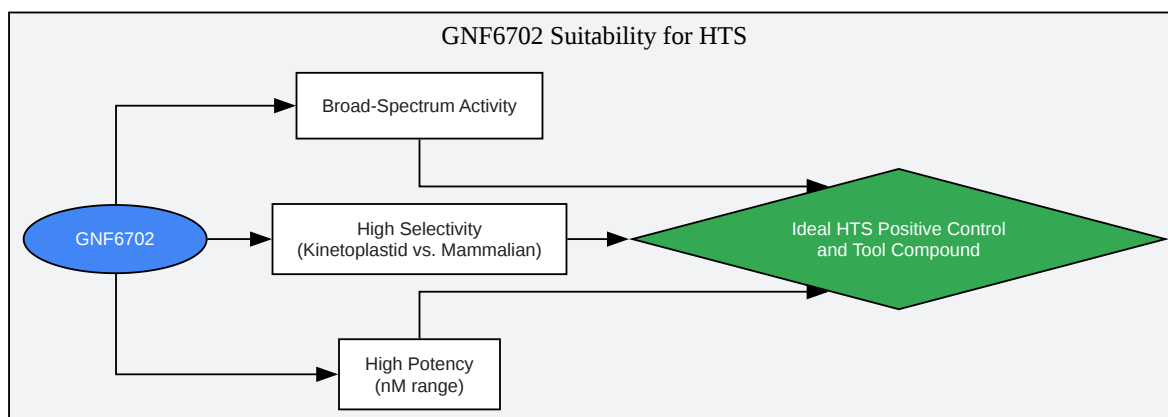 GNF6702 Suitability for HTS
Broad-Spectrum Activity
GNF6702
High Selectivity
(Kinetoplastid vs. Mammalian)
Ideal HTS Positive Control
and Tool Compound
High Potency
(nM range)